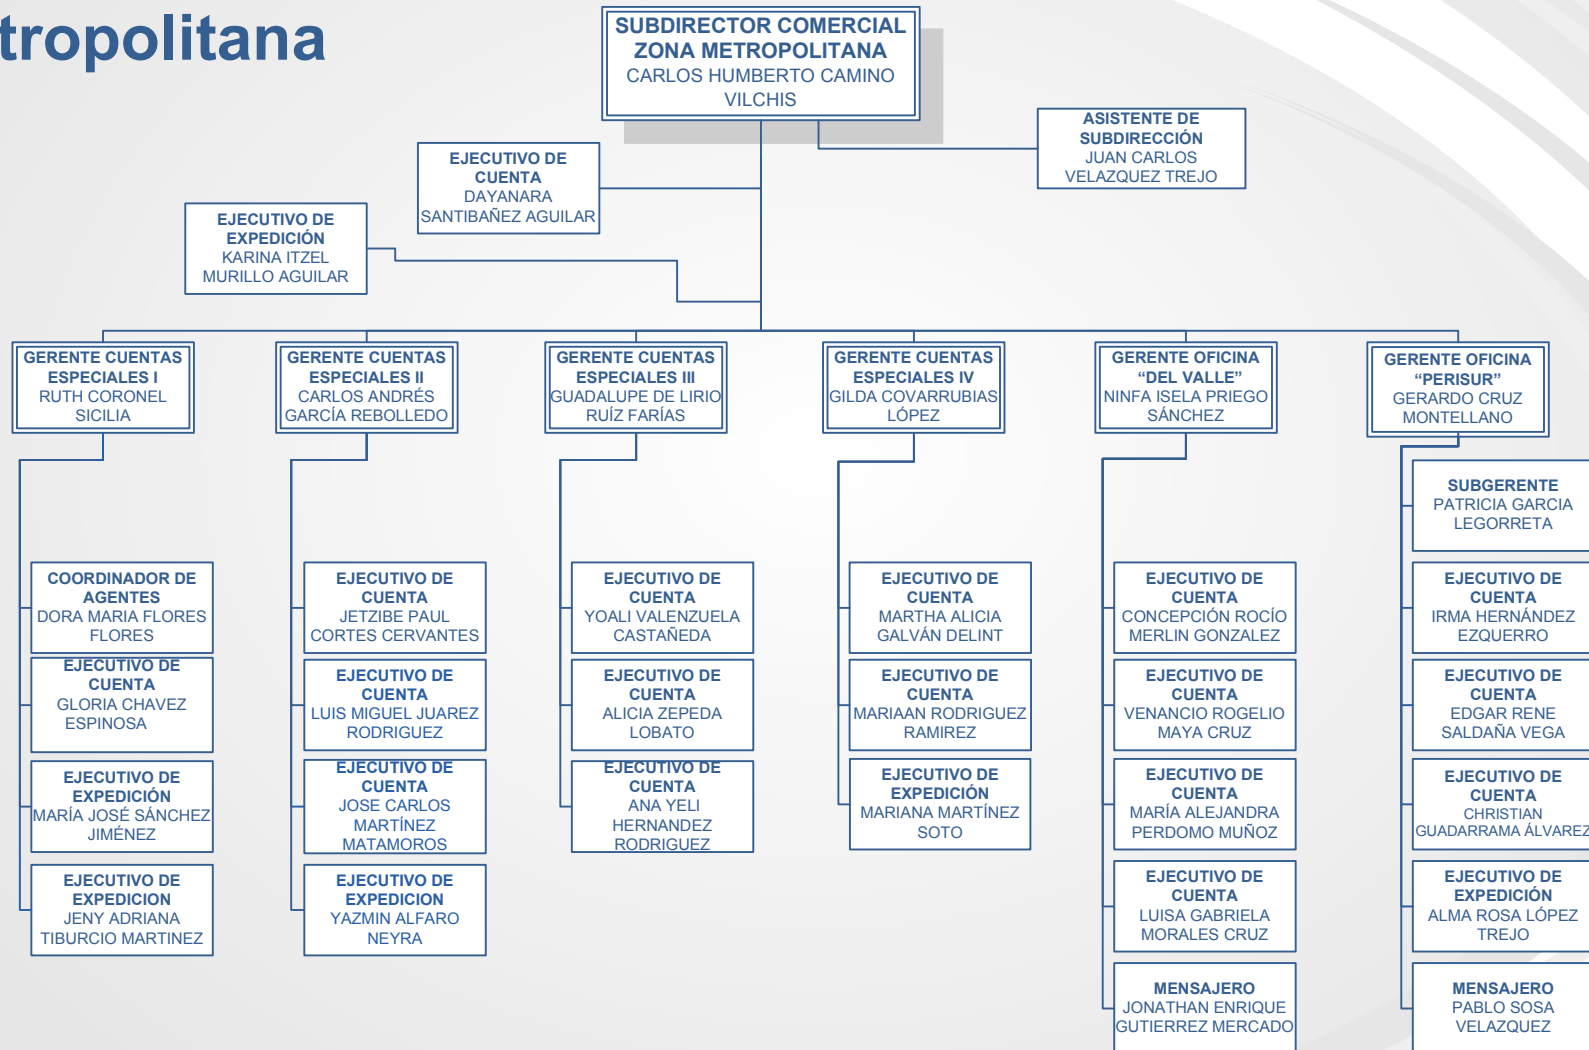 tropolitana
SUBDIRECTOR COMERCIAL
ZONA METROPOLITANA
CARLOS HUMBERTO CAMINO
VILCHIS
ASISTENTE DE
SUBDIRECCIÓN
JUAN CARLOS
VELAZQUEZ TREJO
EJECUTIVO DE
CUENTA
DAYANARA
SANTIBAÑEZ AGUILAR
EJECUTIVO DE
EXPEDICIÓN
KARINA ITZEL
MURILLO AGUILAR
GERENTE CUENTAS
ESPECIALES I
RUTH CORONEL
SICILIA
GERENTE CUENTAS
ESPECIALES II
CARLOS ANDRÉS
GARCÍA REBOLLEDO
GERENTE CUENTAS
ESPECIALES III
GUADALUPE DE LIRIO
RUÍZ FARÍAS
GERENTE CUENTAS
ESPECIALES IV
GILDA COVARRUBIAS
LÓPEZ
GERENTE OFICINA
“DEL VALLE”
NINFA ISELA PRIEGO
SÁNCHEZ
GERENTE OFICINA
“PERISUR”
GERARDO CRUZ
MONTELLANO
COORDINADOR DE
AGENTES
DORA MARIA FLORES
FLORES
EJECUTIVO DE
CUENTA
GLORIA CHAVEZ
ESPINOSA
EJECUTIVO DE
EXPEDICIÓN
MARÍA JOSÉ SÁNCHEZ
JIMÉNEZ
EJECUTIVO DE
EXPEDICION
JENY ADRIANA
TIBURCIO MARTINEZ
EJECUTIVO DE
CUENTA
JETZIBE PAUL
CORTES CERVANTES
EJECUTIVO DE
CUENTA
LUIS MIGUEL JUAREZ
RODRIGUEZ
EJECUTIVO DE
CUENTA
JOSE CARLOS
MARTÍNEZ
MATAMOROS
EJECUTIVO DE
EXPEDICION
YAZMIN ALFARO
NEYRA
EJECUTIVO DE
CUENTA
YOALI VALENZUELA
CASTAÑEDA
EJECUTIVO DE
CUENTA
ALICIA ZEPEDA
LOBATO
EJECUTIVO DE
CUENTA
ANA YELI
HERNANDEZ
RODRIGUEZ
EJECUTIVO DE
CUENTA
MARTHA ALICIA
GALVÁN DELINT
EJECUTIVO DE
CUENTA
MARIAAN RODRIGUEZ
RAMIREZ
EJECUTIVO DE
EXPEDICIÓN
MARIANA MARTÍNEZ
SOTO
EJECUTIVO DE
CUENTA
CONCEPCIÓN ROCÍO
MERLIN GONZALEZ
EJECUTIVO DE
CUENTA
VENANCIO ROGELIO
MAYA CRUZ
EJECUTIVO DE
CUENTA
MARÍA ALEJANDRA
PERDOMO MUÑOZ
EJECUTIVO DE
CUENTA
LUISA GABRIELA
MORALES CRUZ
MENSAJERO
JONATHAN ENRIQUE
GUTIERREZ MERCADO
SUBGERENTE
PATRICIA GARCIA
LEGORRETA
EJECUTIVO DE
CUENTA
IRMA HERNÁNDEZ
EZQUERRO
EJECUTIVO DE
CUENTA
EDGAR RENE
SALDAÑA VEGA
EJECUTIVO DE
CUENTA
CHRISTIAN
GUADARRAMA ÁLVAREZ
EJECUTIVO DE
EXPEDICIÓN
ALMA ROSA LÓPEZ
TREJO
MENSAJERO
PABLO SOSA
VELAZQUEZ